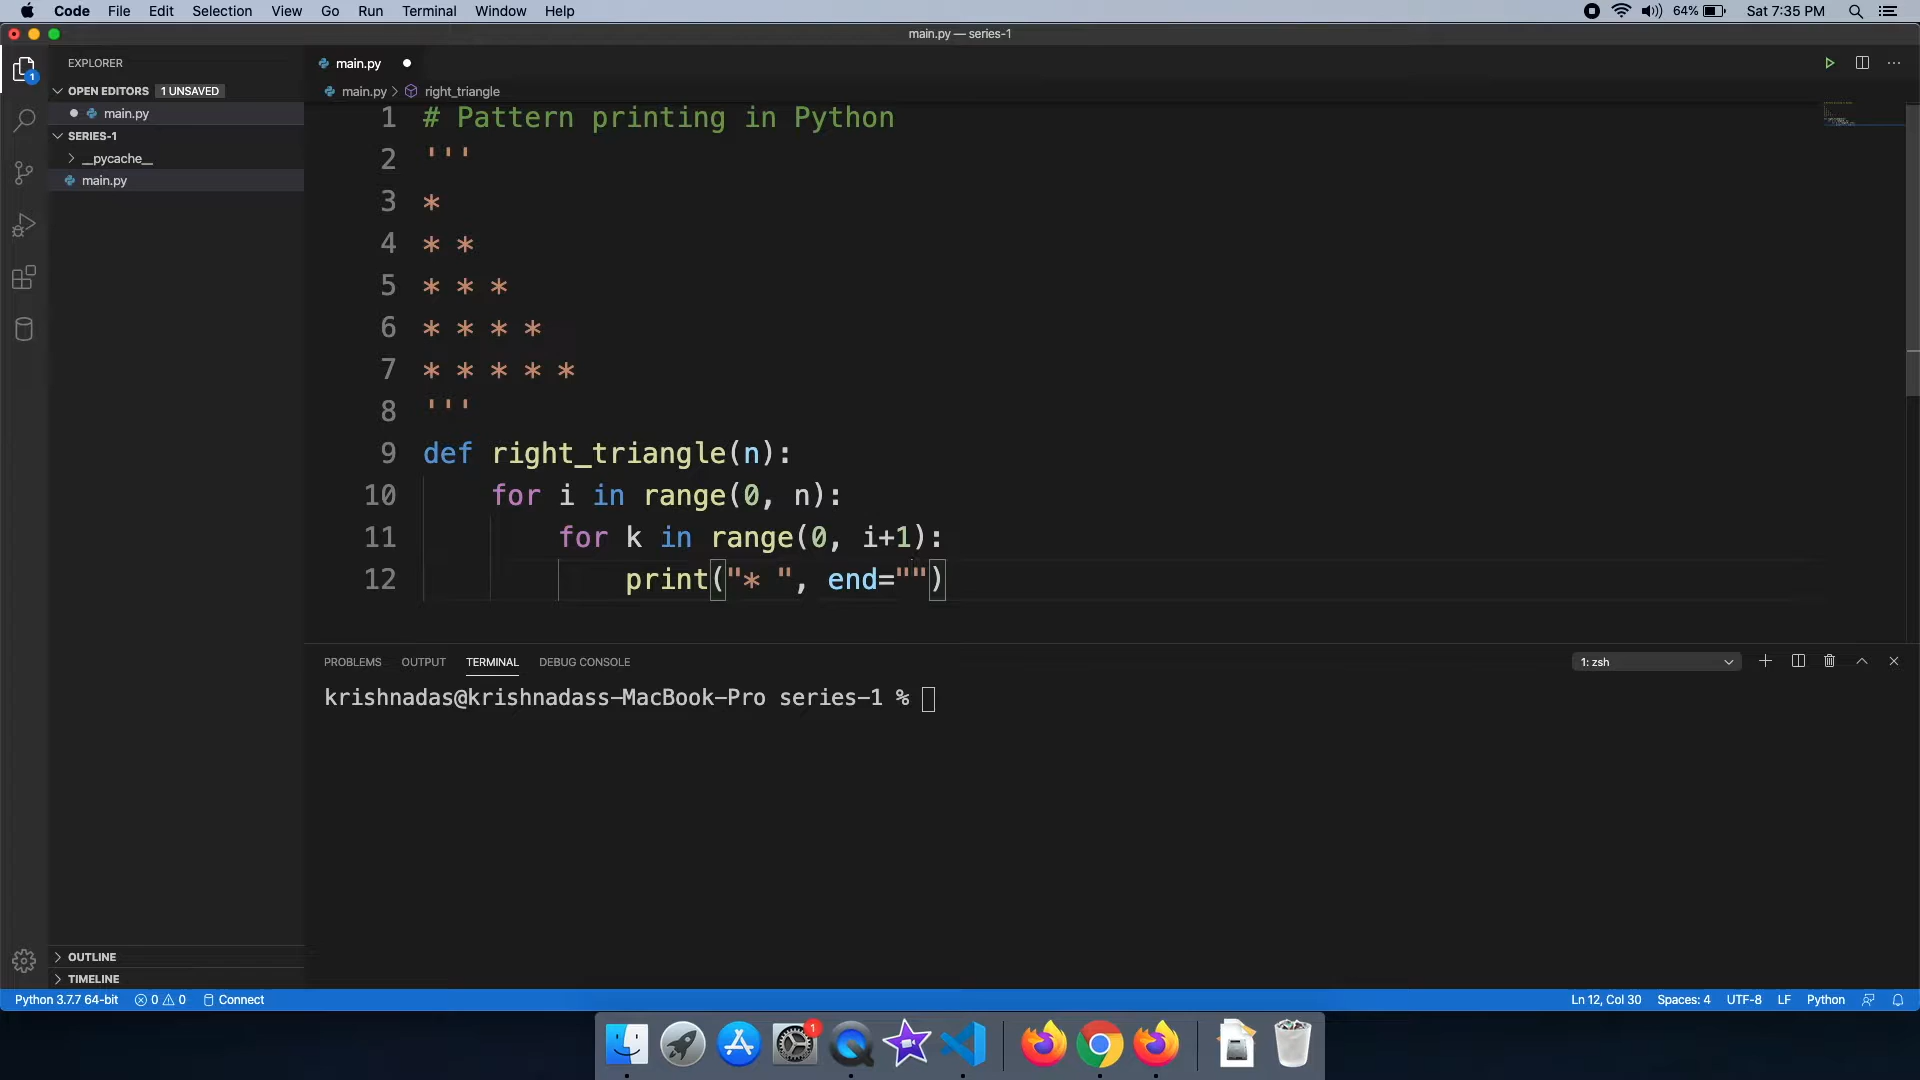 Code File Edit Selection View Go Run Terminal Window Help 64% Sat 7:35 PM
main.py — series-1
EXPLORER
main.py
OPEN EDITORS 1 UNSAVED
main.py
SERIES-1
__pycache__
main.py
main.py > right_triangle
1 # Pattern printing in Python
2 '''
3 *
4 * *
5 * * *
6 * * * *
7 * * * * *
8 '''
9 def right_triangle(n):
10 for i in range(0, n):
11 for k in range(0, i+1):
12 print("* ", end="")
PROBLEMS OUTPUT TERMINAL DEBUG CONSOLE 1: zsh
krishnadas@krishnadass-MacBook-Pro series-1 %
OUTLINE
TIMELINE
Python 3.7.7 64-bit 0 0 Connect Ln 12, Col 30 Spaces: 4 UTF-8 LF Python
1
1